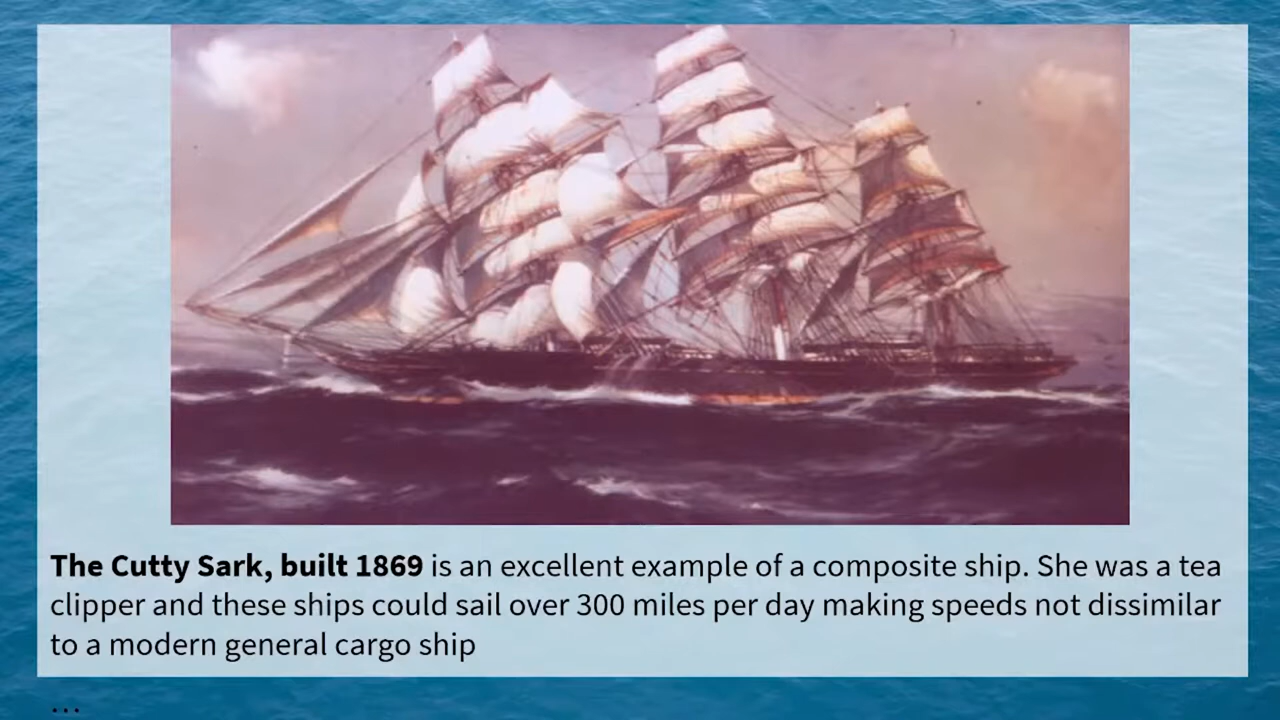 The Cutty Sark, built 1869 is an excellent example of a composite ship. She was a tea
clipper and these ships could sail over 300 miles per day making speeds not dissimilar
to a modern general cargo ship
...